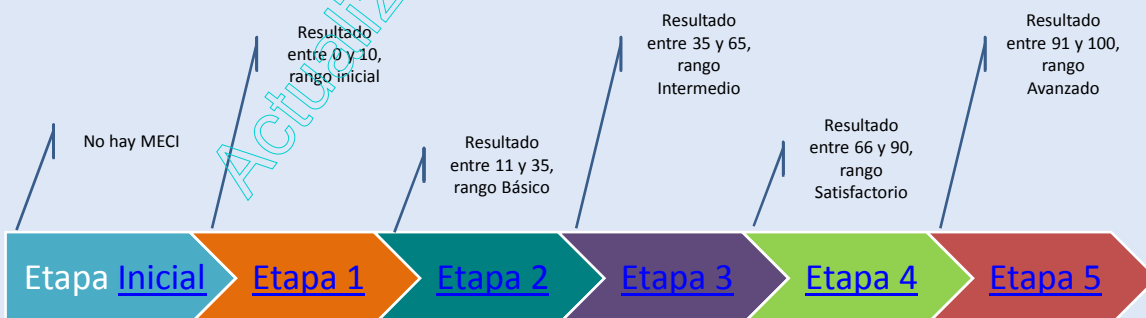 Resultado
entre 0 y 10,
rango inicial
Resultado
entre 35 y 65,
rango
Intermedio
Resultado
entre 91 y 100,
rango
Avanzado
No hay MECI
Resultado
entre 11 y 35,
rango Básico
Resultado
entre 66 y 90,
rango
Satisfactorio
Etapa Inicial
Etapa 1
Etapa 2
Etapa 3
Etapa 4
Etapa 5